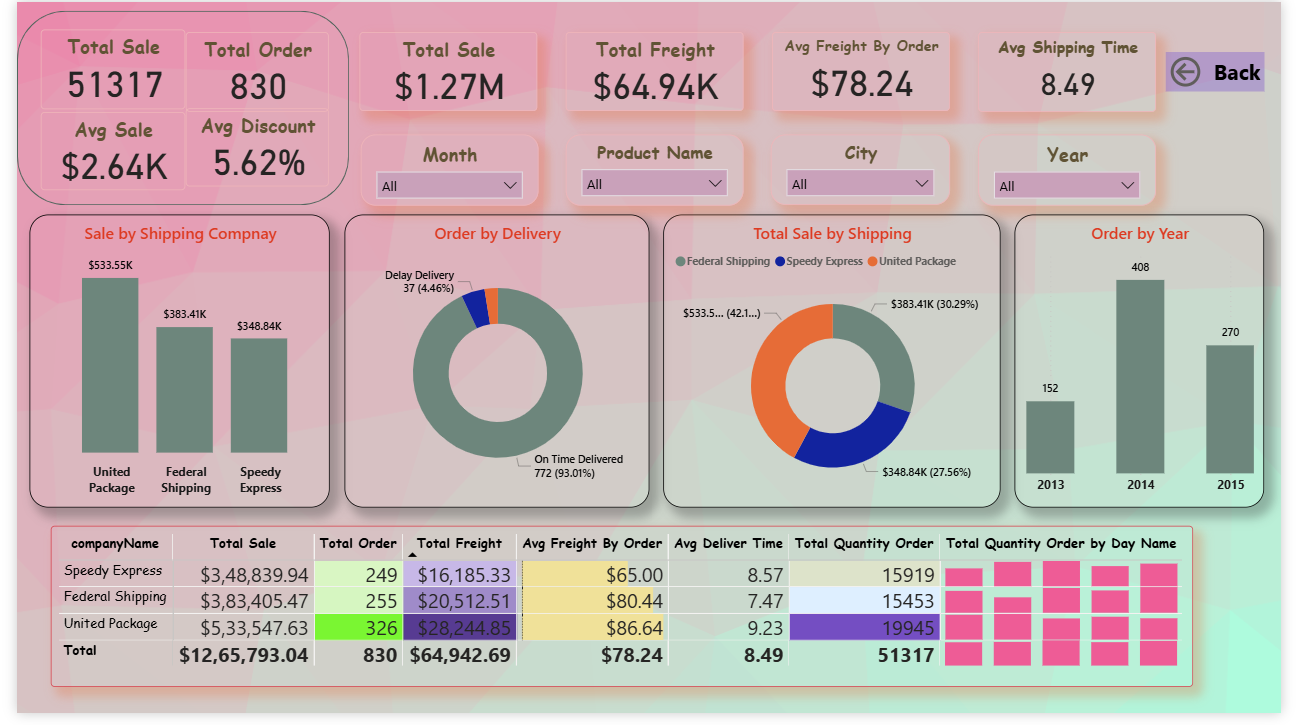 Total Sale
51317
Total Order
830
Avg Sale
$2.64K
Avg Discount
5.62%
Total Sale
$1.27M
Total Freight
$64.94K
Avg Freight By Order
$78.24
Avg Shipping Time
8.49
Back
Month
All
Product Name
All
City
All
Year
All
Sale by Shipping Compnay
$533.55K
$383.41K
$348.84K
United
Package
Federal
Shipping
Speedy
Express
Order by Delivery
Delay Delivery
37 (4.46%)
On Time Delivered
772 (93.01%)
Total Sale by Shipping
Federal Shipping Speedy Express United Package
$533.5... (42.1...)
$383.41K (30.29%)
$348.84K (27.56%)
Order by Year
408
270
152
2013 2014 2015
companyName Total Sale Total Order Total Freight Avg Freight By Order Avg Deliver Time Total Quantity Order Total Quantity Order by Day Name
Speedy Express $3,48,839.94 249 $16,185.33 $65.00 8.57 15919
Federal Shipping $3,83,405.47 255 $20,512.51 $80.44 7.47 15453
United Package $5,33,547.63 326 $28,244.85 $86.64 9.23 19945
Total $12,65,793.04 830 $64,942.69 $78.24 8.49 51317